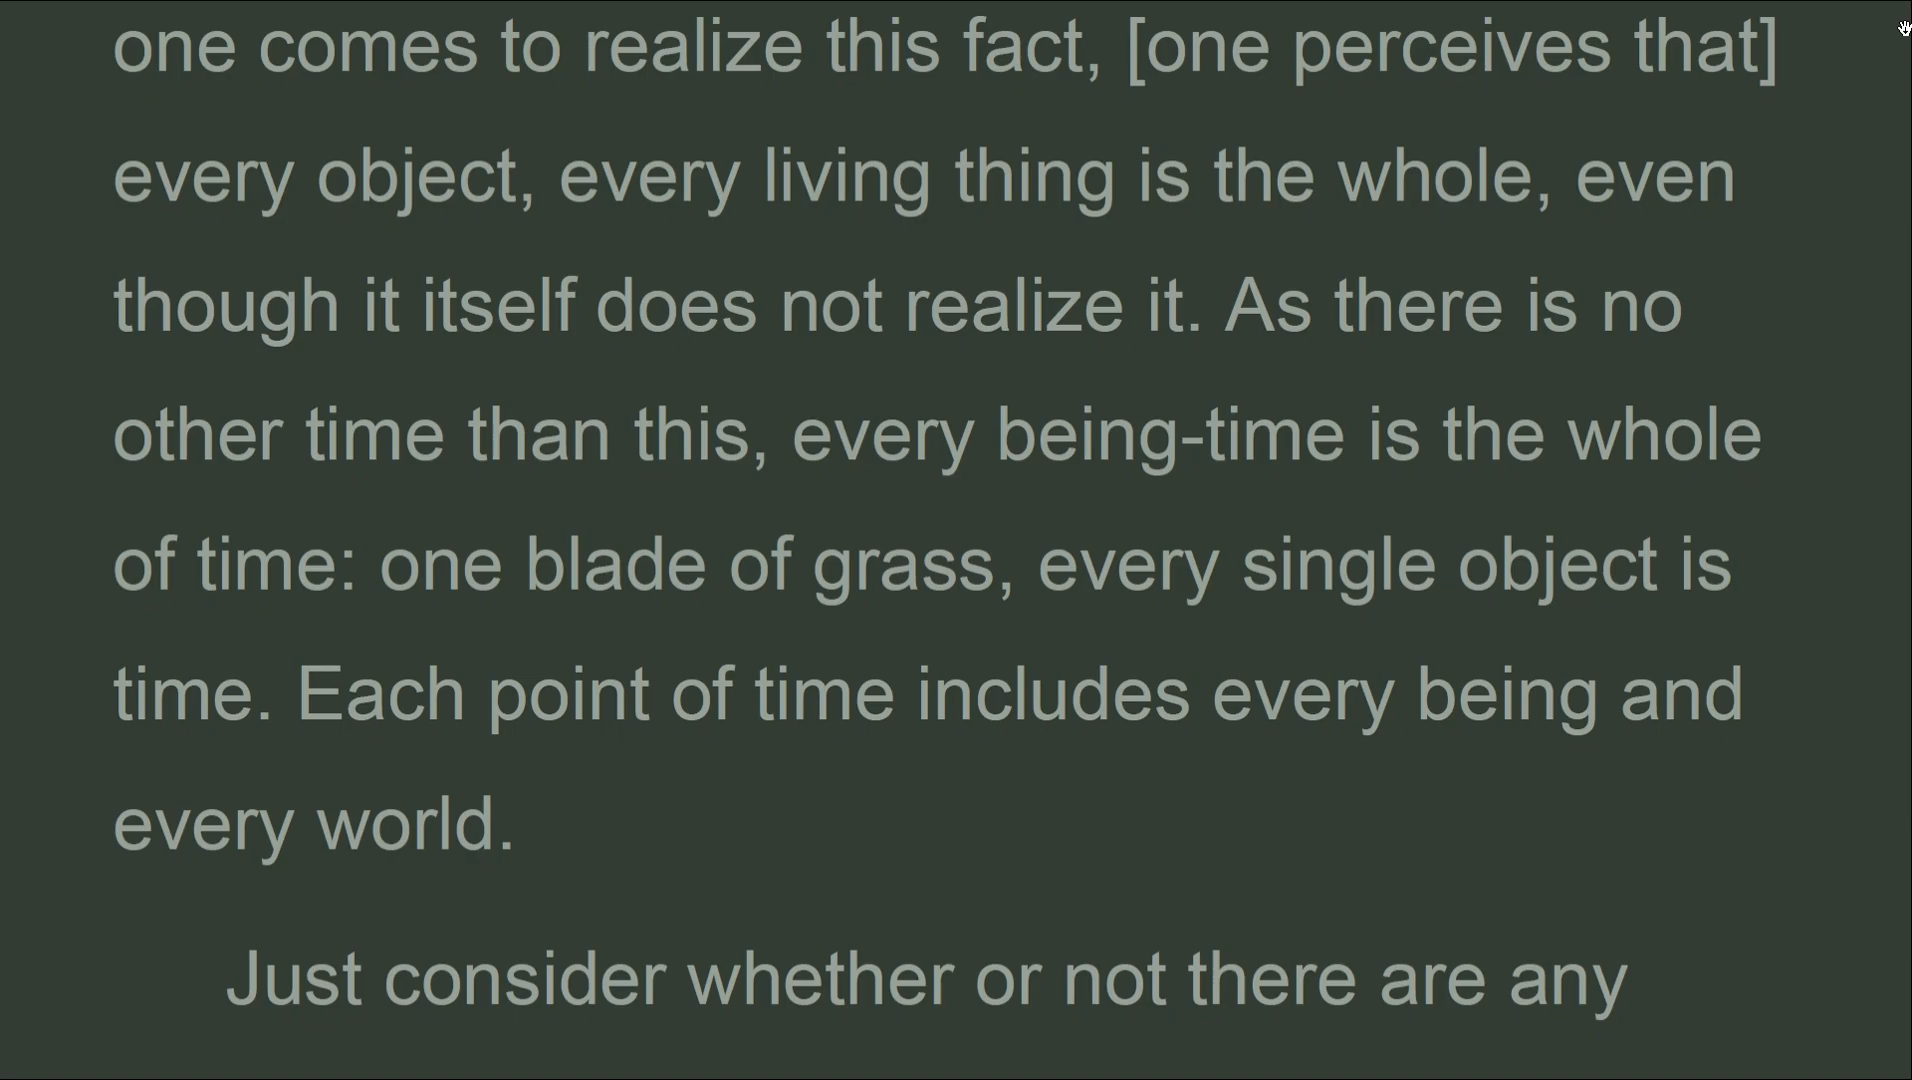 one comes to realize this fact, [one perceives that]
every object, every living thing is the whole, even
though it itself does not realize it. As there is no
other time than this, every being-time is the whole
of time: one blade of grass, every single object is
time. Each point of time includes every being and
every world.
Just consider whether or not there are any